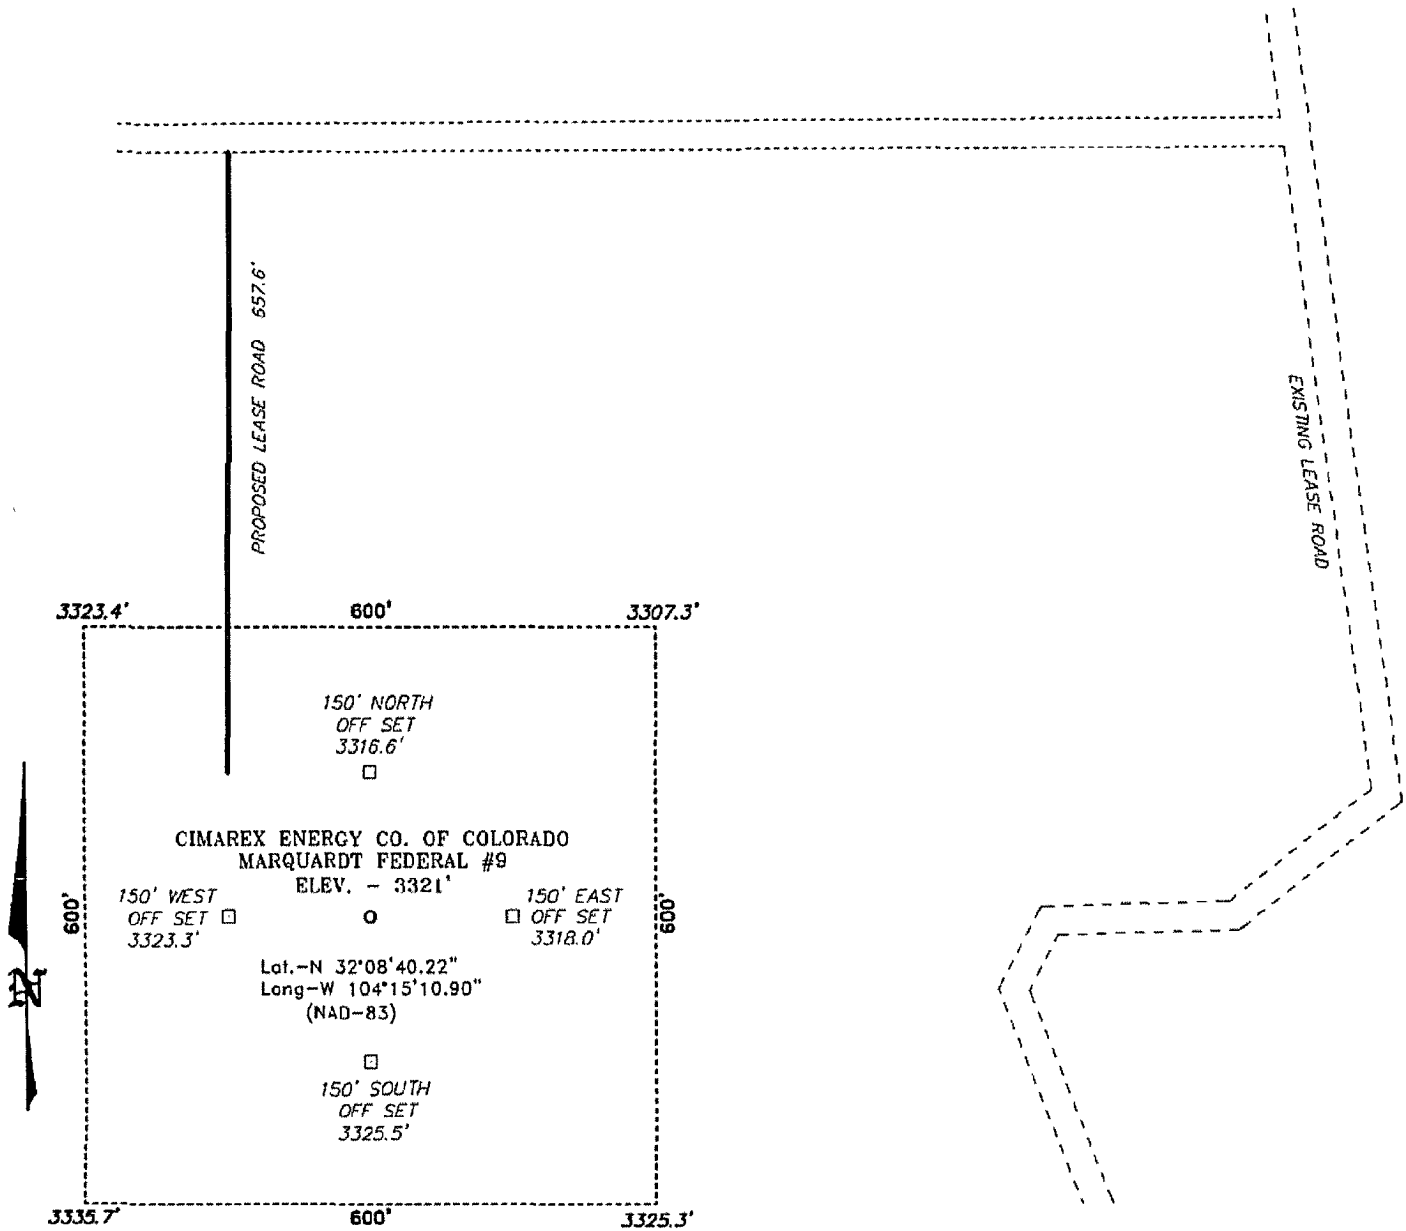 PROPOSED LEASE ROAD 657.6'
EXISTING LEASE ROAD
3323.4'
600'
3307.3'
150' NORTH
OFF SET
3316.6'
CIMAREX ENERGY CO. OF COLORADO
MARQUARDT FEDERAL #9
ELEV. - 3321'
600'
150' WEST
OFF SET
3323.3'
150' EAST
OFF SET
3318.0'
600'
Lat.-N 32°08'40.22"
Long-W 104°15'10.90"
(NAD-83)
N
150' SOUTH
OFF SET
3325.5'
3335.7'
600'
3325.3'